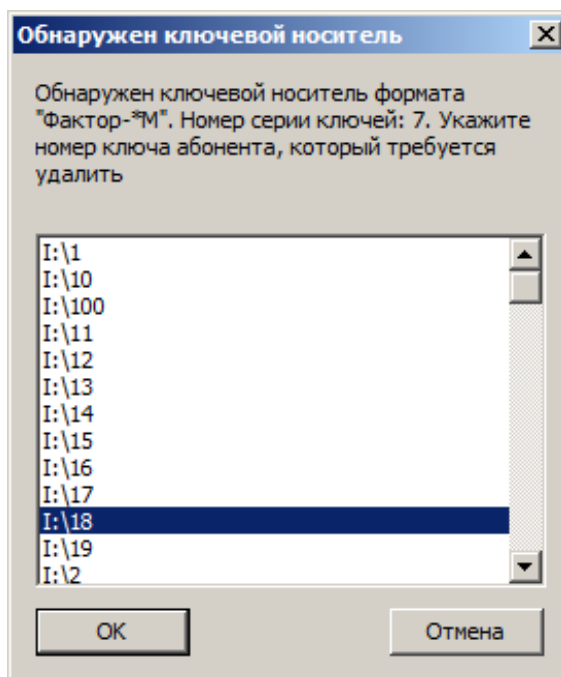 Обнаружен ключевой носитель
Обнаружен ключевой носитель формата
"Фактор-*М". Номер серии ключей: 7. Укажите
номер ключа абонента, который требуется
удалить
I:\1
I:\10
I:\100
I:\11
I:\12
I:\13
I:\14
I:\15
I:\16
I:\17
I:\18
I:\19
I:\2
OK
Отмена